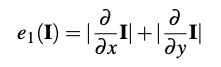 e₁(𝐈) = |∂/∂x 𝐈| + |∂/∂y 𝐈|